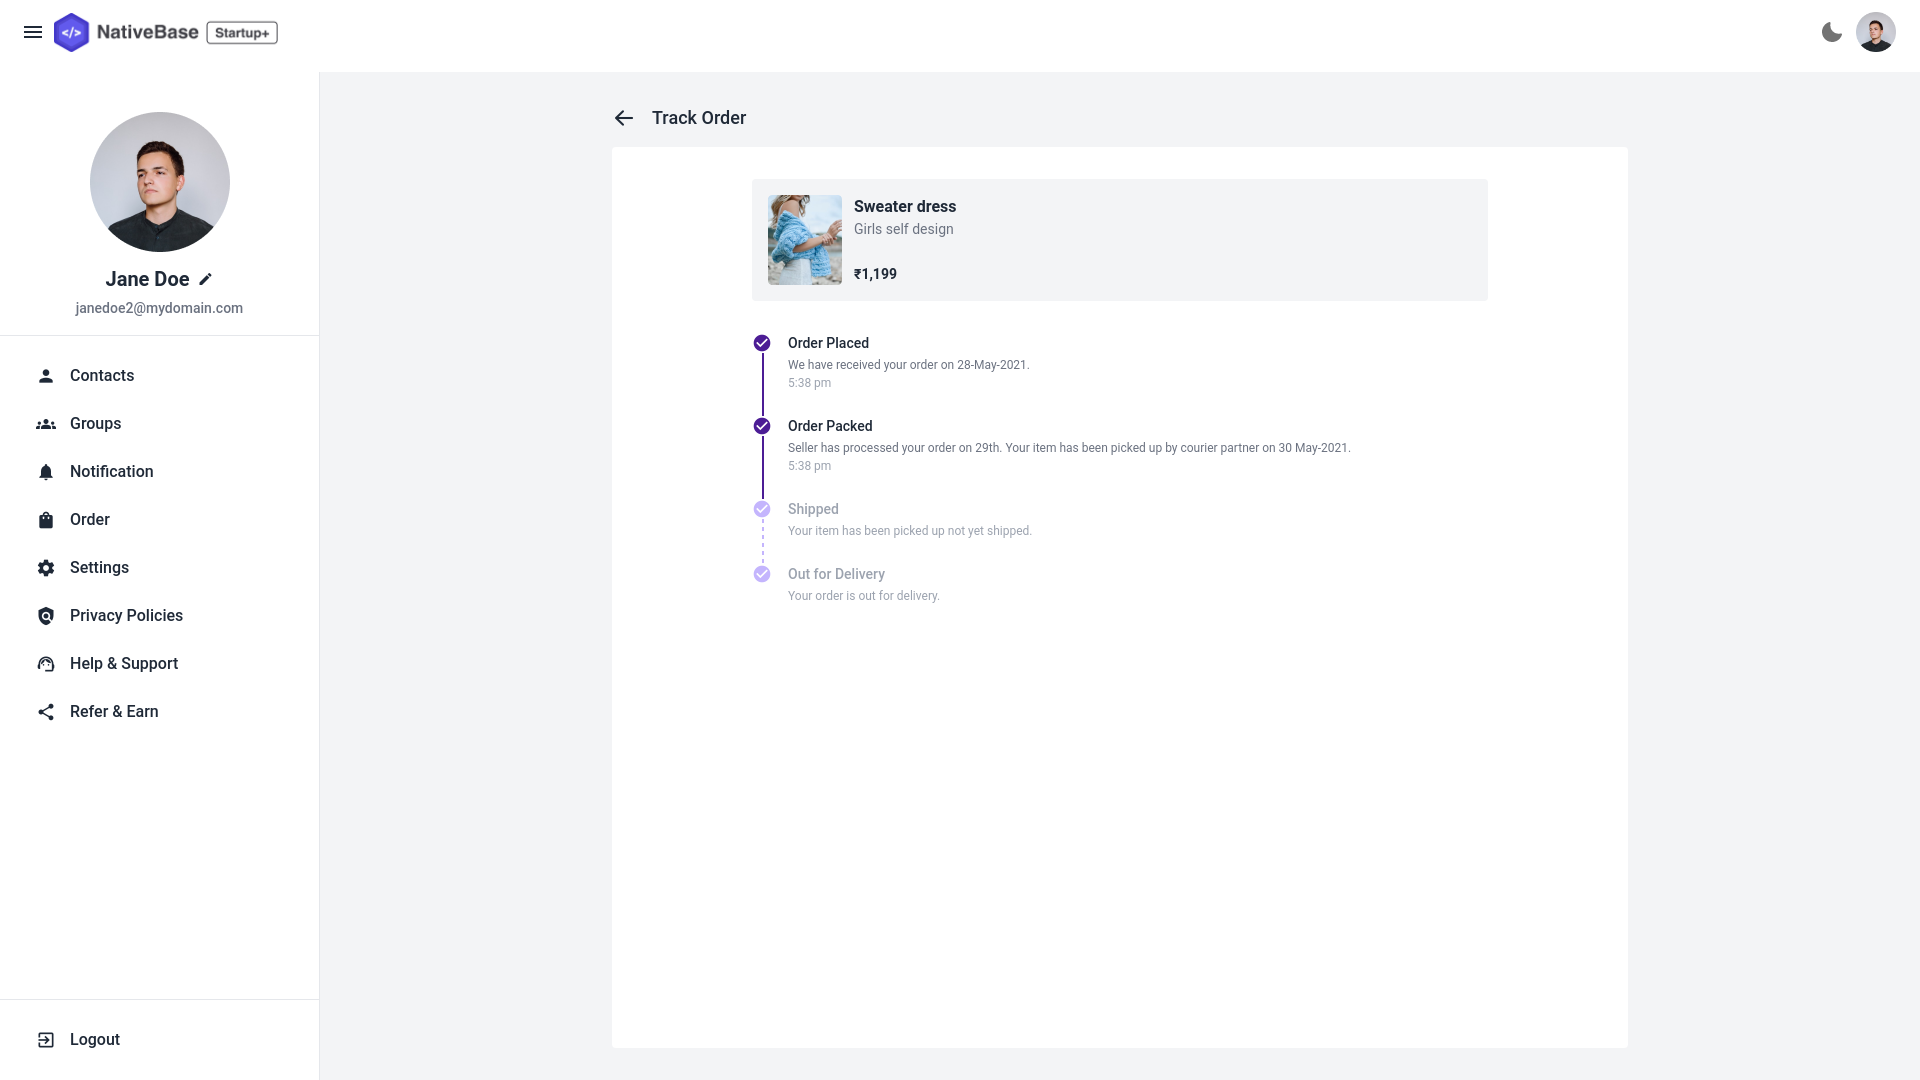 </> NativeBase Startup+
Jane Doe
janedoe2@mydomain.com
Contacts
Groups
Notification
Order
Settings
Privacy Policies
Help & Support
Refer & Earn
Logout
Track Order
Sweater dress
Girls self design
₹1,199
Order Placed
We have received your order on 28-May-2021.
5:38 pm
Order Packed
Seller has processed your order on 29th. Your item has been picked up by courier partner on 30 May-2021.
5:38 pm
Shipped
Your item has been picked up not yet shipped.
Out for Delivery
Your order is out for delivery.